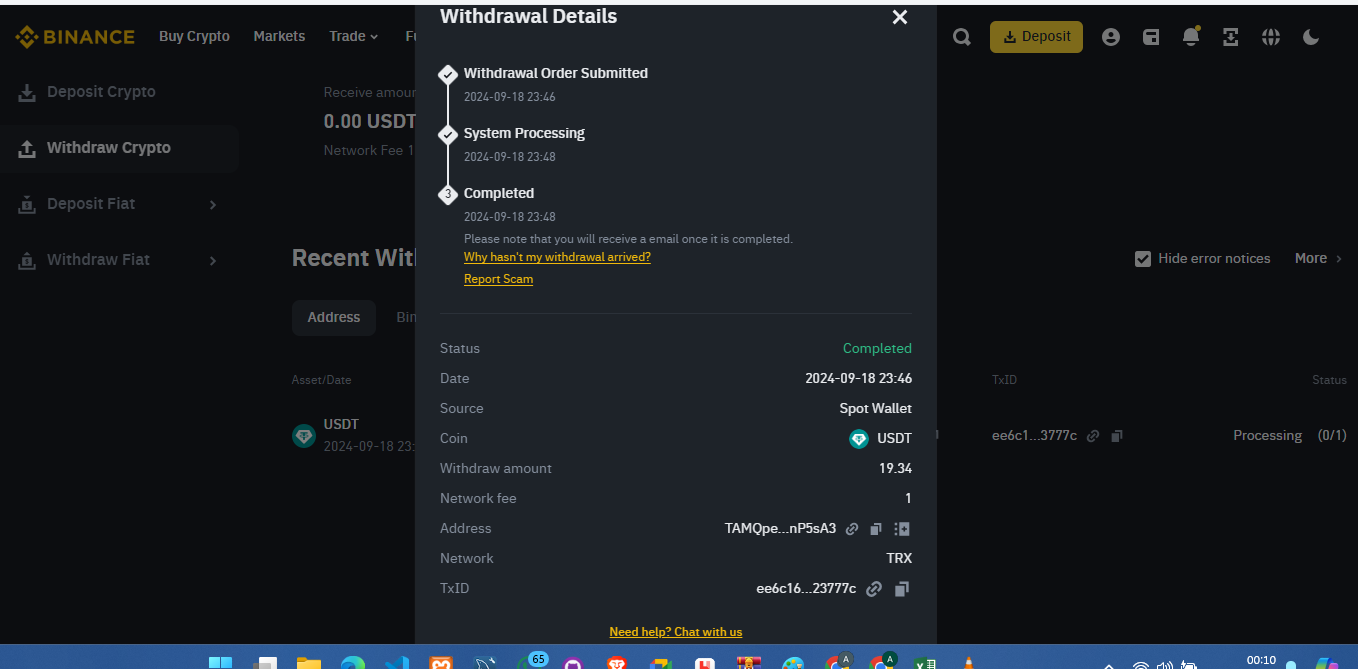 Withdrawal Details
BINANCE
Buy Crypto
Markets
Trade
Deposit
Deposit Crypto
Withdraw Crypto
Deposit Fiat
Withdraw Fiat
Receive amour
0.00 USDT
Network Fee 1
Recent Wit
Address
Bin
Asset/Date
USDT
2024-09-18 23:
Withdrawal Order Submitted
2024-09-18 23:46
System Processing
2024-09-18 23:48
3
Completed
2024-09-18 23:48
Please note that you will receive a email once it is completed.
Why hasn't my withdrawal arrived?
Report Scam
Status Completed
Date 2024-09-18 23:46
Source Spot Wallet
Coin USDT
Withdraw amount 19.34
Network fee 1
Address TAMQpe...nP5sA3
Network TRX
TxID ee6c16...23777c
Need help? Chat with us
Hide error notices
More
TxID
Status
ee6c1...3777c
Processing (0/1)
65
A
A
00:10